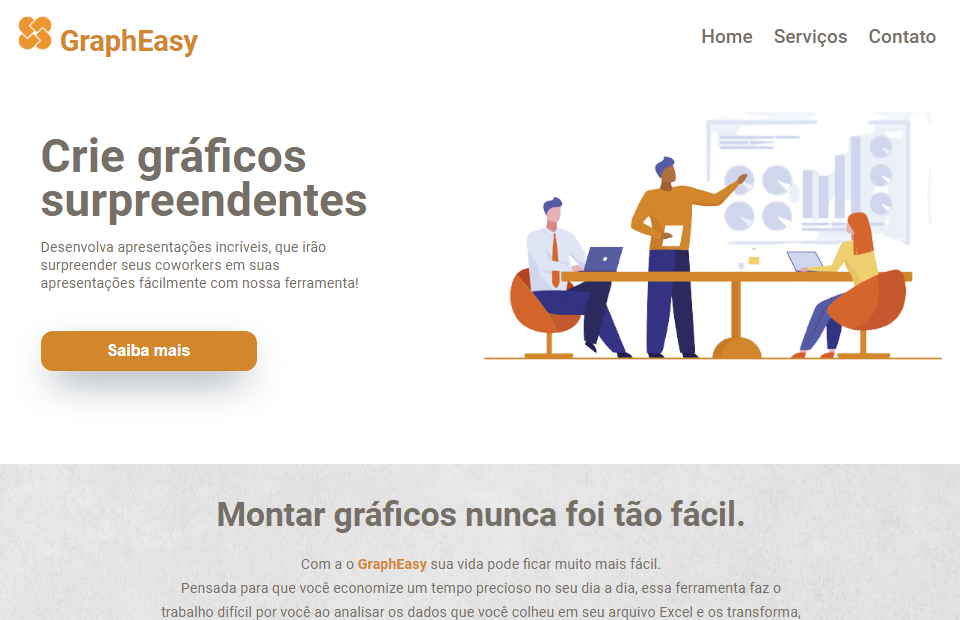 GraphEasy
Home Serviços Contato
Crie gráficos
surpreendentes
Desenvolva apresentações incríveis, que irão
surpreender seus coworkers em suas
apresentações fácilmente com nossa ferramenta!
Saiba mais
Montar gráficos nunca foi tão fácil.
Com a o GraphEasy sua vida pode ficar muito mais fácil.
Pensada para que você economize um tempo precioso no seu dia a dia, essa ferramenta faz o
trabalho difícil por você ao analisar os dados que você colheu em seu arquivo Excel e os transforma,